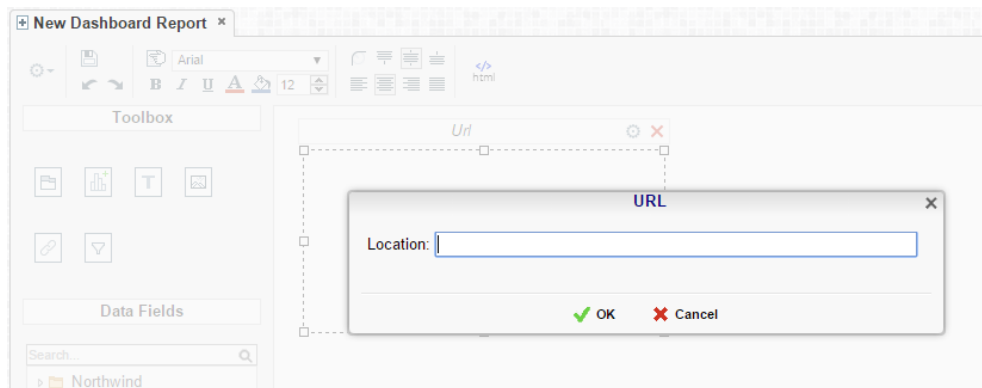 New Dashboard Report
Arial
B I U A 12
</>
html
Toolbox
Url
T
URL
Location:
OK Cancel
Data Fields
Search...
Northwind